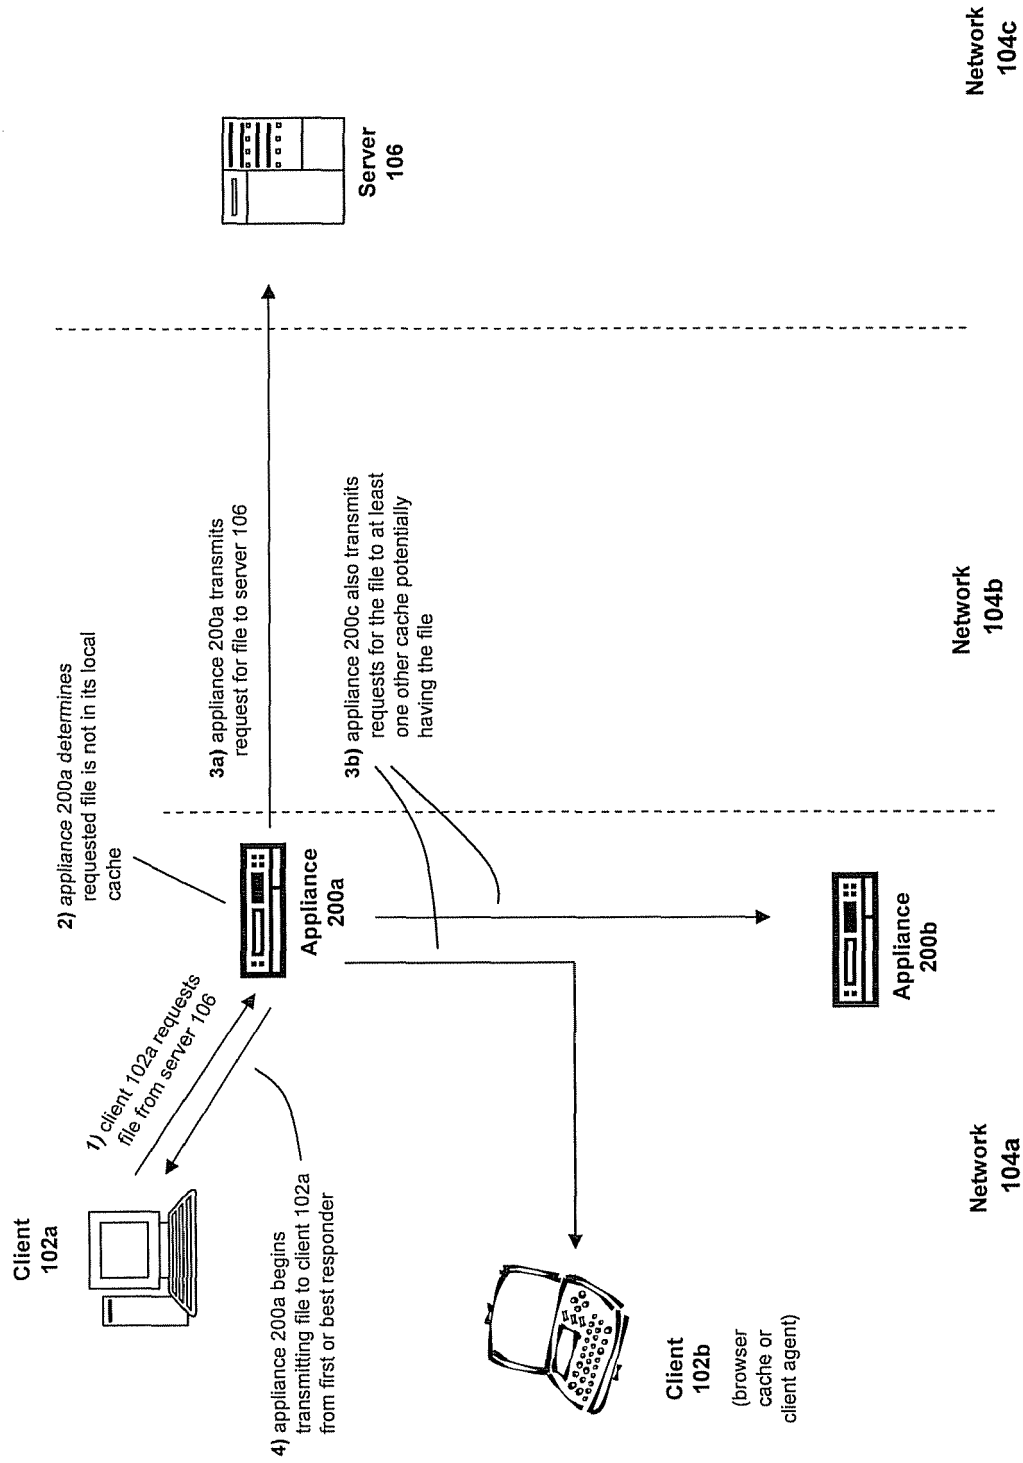 Client
102a
1) client 102a requests
file from server 106
2) appliance 200a determines
requested file is not in its local
cache
Appliance
200a
3a) appliance 200a transmits
request for file to server 106
Server
106
3b) appliance 200c also transmits
requests for the file to at least
one other cache potentially
having the file
4) appliance 200a begins
transmitting file to client 102a
from first or best responder
Client
102b
(browser
cache or
client agent)
Appliance
200b
Network
104a
Network
104b
Network
104c